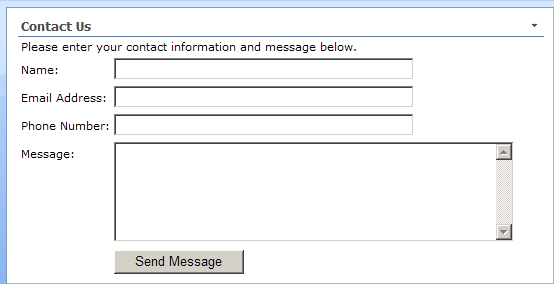 Contact Us
Please enter your contact information and message below.
Name:
Email Address:
Phone Number:
Message:
Send Message